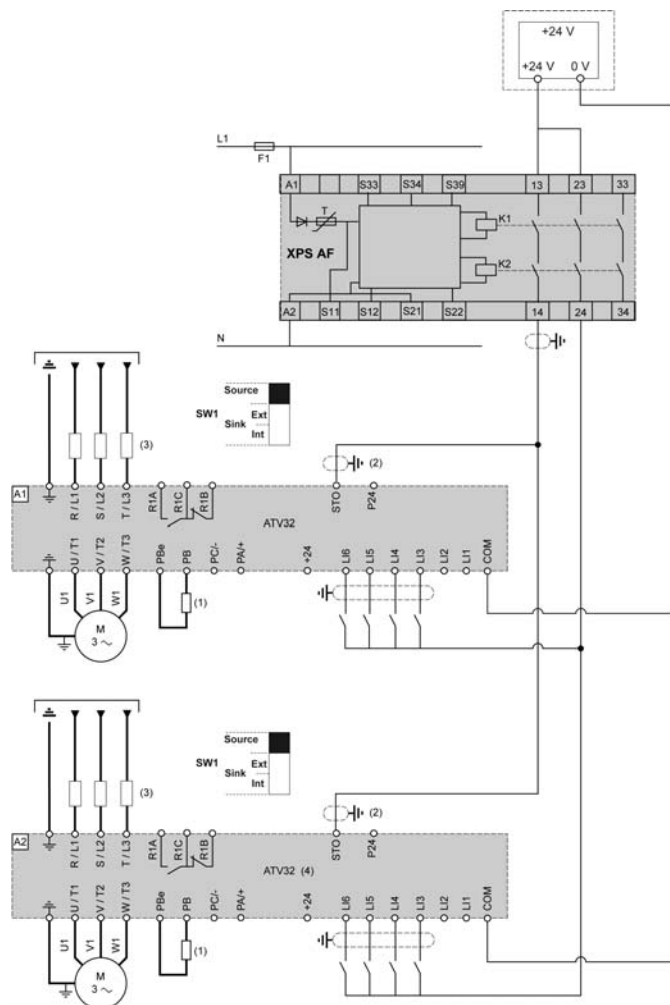 +24 V
+24 V 0 V
L1
F1
A1 S33 S34 S39 13 23 33
T
K1
XPS AF
K2
A2 S11 S12 S21 S22 14 24 34
N
Source
SW1
Sink
Ext
Int
(3)
(2)
A1
R / L1
S / L2
T / L3
R1A
R1C
R1B
STO
P24
ATV32
U / T1
V / T2
W / T3
PBe
PB
PC/-
PA/+
+24
LI6
LI5
LI4
LI3
LI2
LI1
COM
U1
V1
W1
(1)
M
3 ~
Source
SW1
Sink
Ext
Int
(3)
(2)
A2
R / L1
S / L2
T / L3
R1A
R1C
R1B
STO
P24
ATV32 (4)
U / T1
V / T2
W / T3
PBe
PB
PC/-
PA/+
+24
LI6
LI5
LI4
LI3
LI2
LI1
COM
U1
V1
W1
(1)
M
3 ~